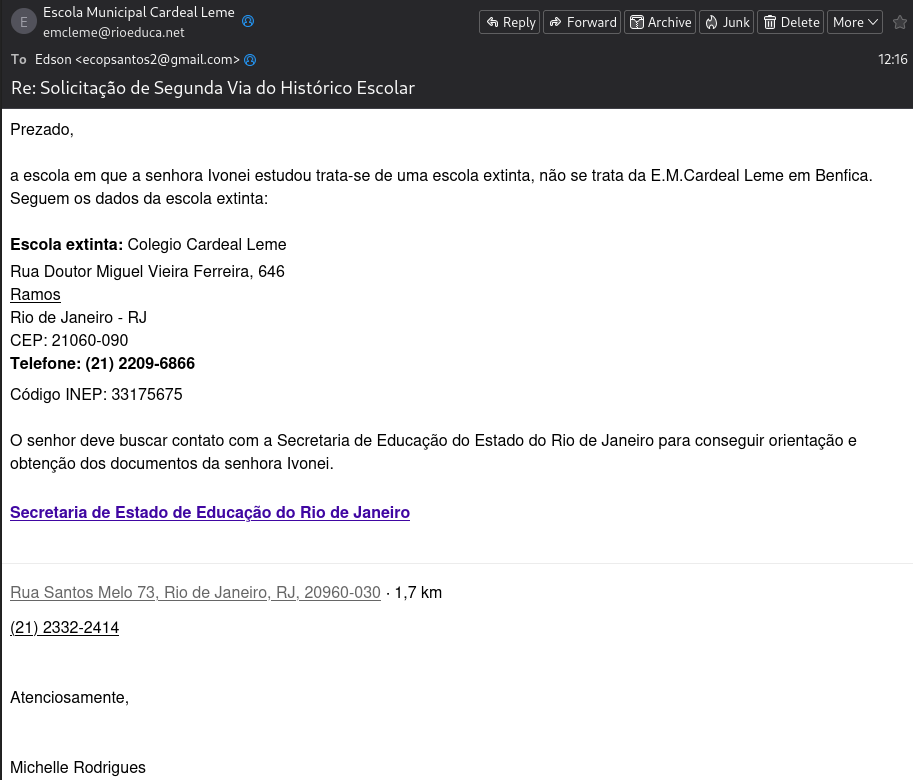 E
Escola Municipal Cardeal Leme
emcleme@rioeduca.net
Reply Forward Archive Junk Delete More
To Edson <ecopsantos2@gmail.com>
12:16
Re: Solicitação de Segunda Via do Histórico Escolar
Prezado,
a escola em que a senhora Ivonei estudou trata-se de uma escola extinta, não se trata da E.M.Cardeal Leme em Benfica.
Seguem os dados da escola extinta:
Escola extinta: Colegio Cardeal Leme
Rua Doutor Miguel Vieira Ferreira, 646
Ramos
Rio de Janeiro - RJ
CEP: 21060-090
Telefone: (21) 2209-6866
Código INEP: 33175675
O senhor deve buscar contato com a Secretaria de Educação do Estado do Rio de Janeiro para conseguir orientação e
obtenção dos documentos da senhora Ivonei.
Secretaria de Estado de Educação do Rio de Janeiro
Rua Santos Melo 73, Rio de Janeiro, RJ, 20960-030 · 1,7 km
(21) 2332-2414
Atenciosamente,
Michelle Rodrigues